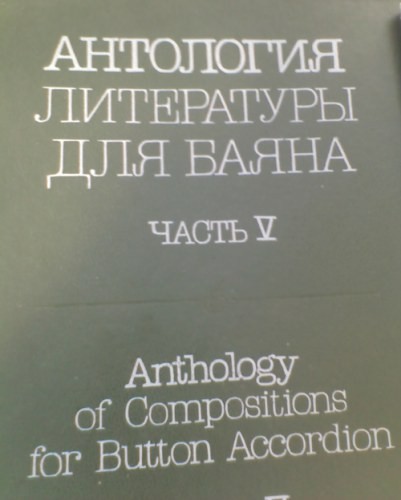 АНТОЛОГИЯ
ЛИТЕРАТУРЫ
ДЛЯ БАЯНА
ЧАСТЬ V
Anthology
of Compositions
for Button Accordion